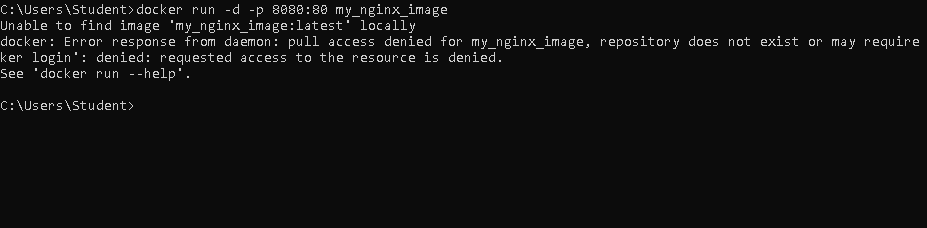 C:\Users\Student>docker run -d -p 8080:80 my_nginx_image
Unable to find image 'my_nginx_image:latest' locally
docker: Error response from daemon: pull access denied for my_nginx_image, repository does not exist or may require
ker login': denied: requested access to the resource is denied.
See 'docker run --help'.
C:\Users\Student>